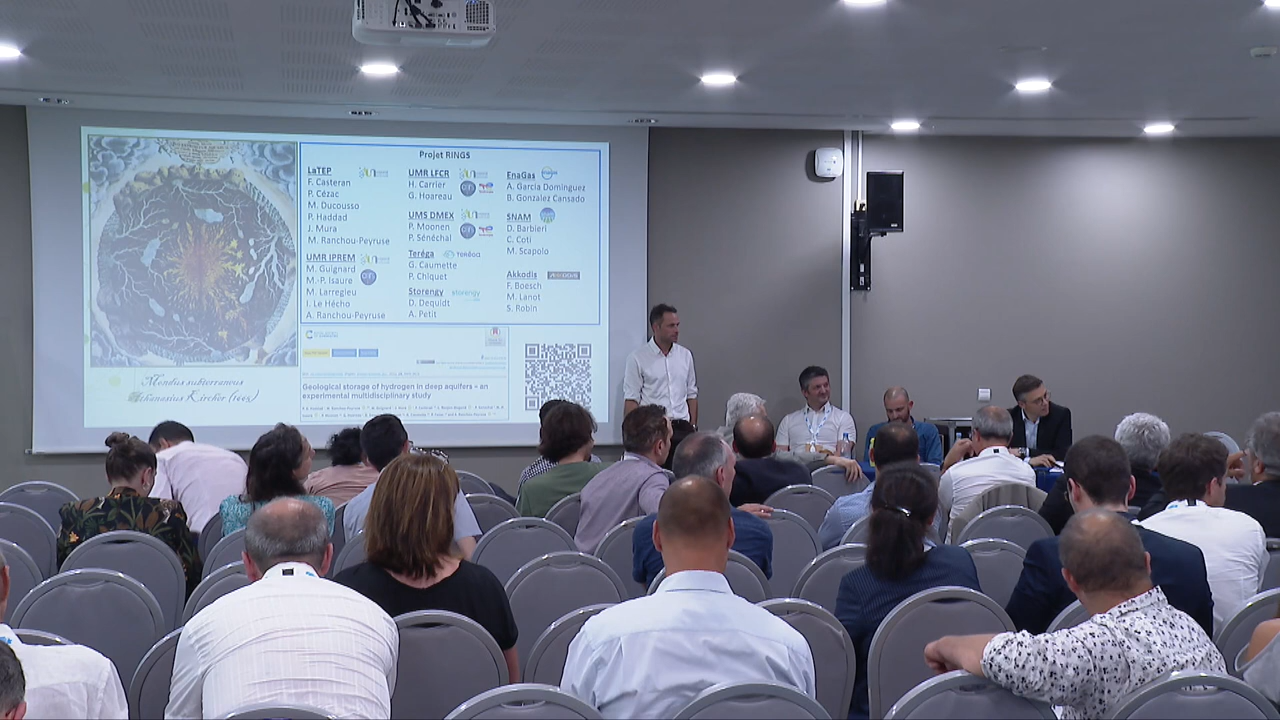 Projet RINGS
LaTEP
F. Casteran
P. Cézac
M. Ducousso
P. Haddad
J. Mura
M. Ranchou-Peyruse
UMR IPREM
M. Guignard
M.-P. Isaure
M. Larregieu
I. Le Hécho
A. Ranchou-Peyruse
UMR LFCR
H. Carrier
G. Hoareau
UMS DMEX
P. Moonen
P. Sénéchal
Teréga
TERÉGA
G. Caumette
P. Chiquet
Storengy
storengy
D. Dequidt
A. Petit
EnaGas
A. Garcia Dominguez
B. Gonzalez Cansado
SNAM
D. Barbieri
C. Coti
M. Scapolo
Akkodis
F. Boesch
M. Lanot
S. Robin
Mundus subterraneus
Athanasius Kircher (1665)
Geological storage of hydrogen in deep aquifers – an
experimental multidisciplinary study